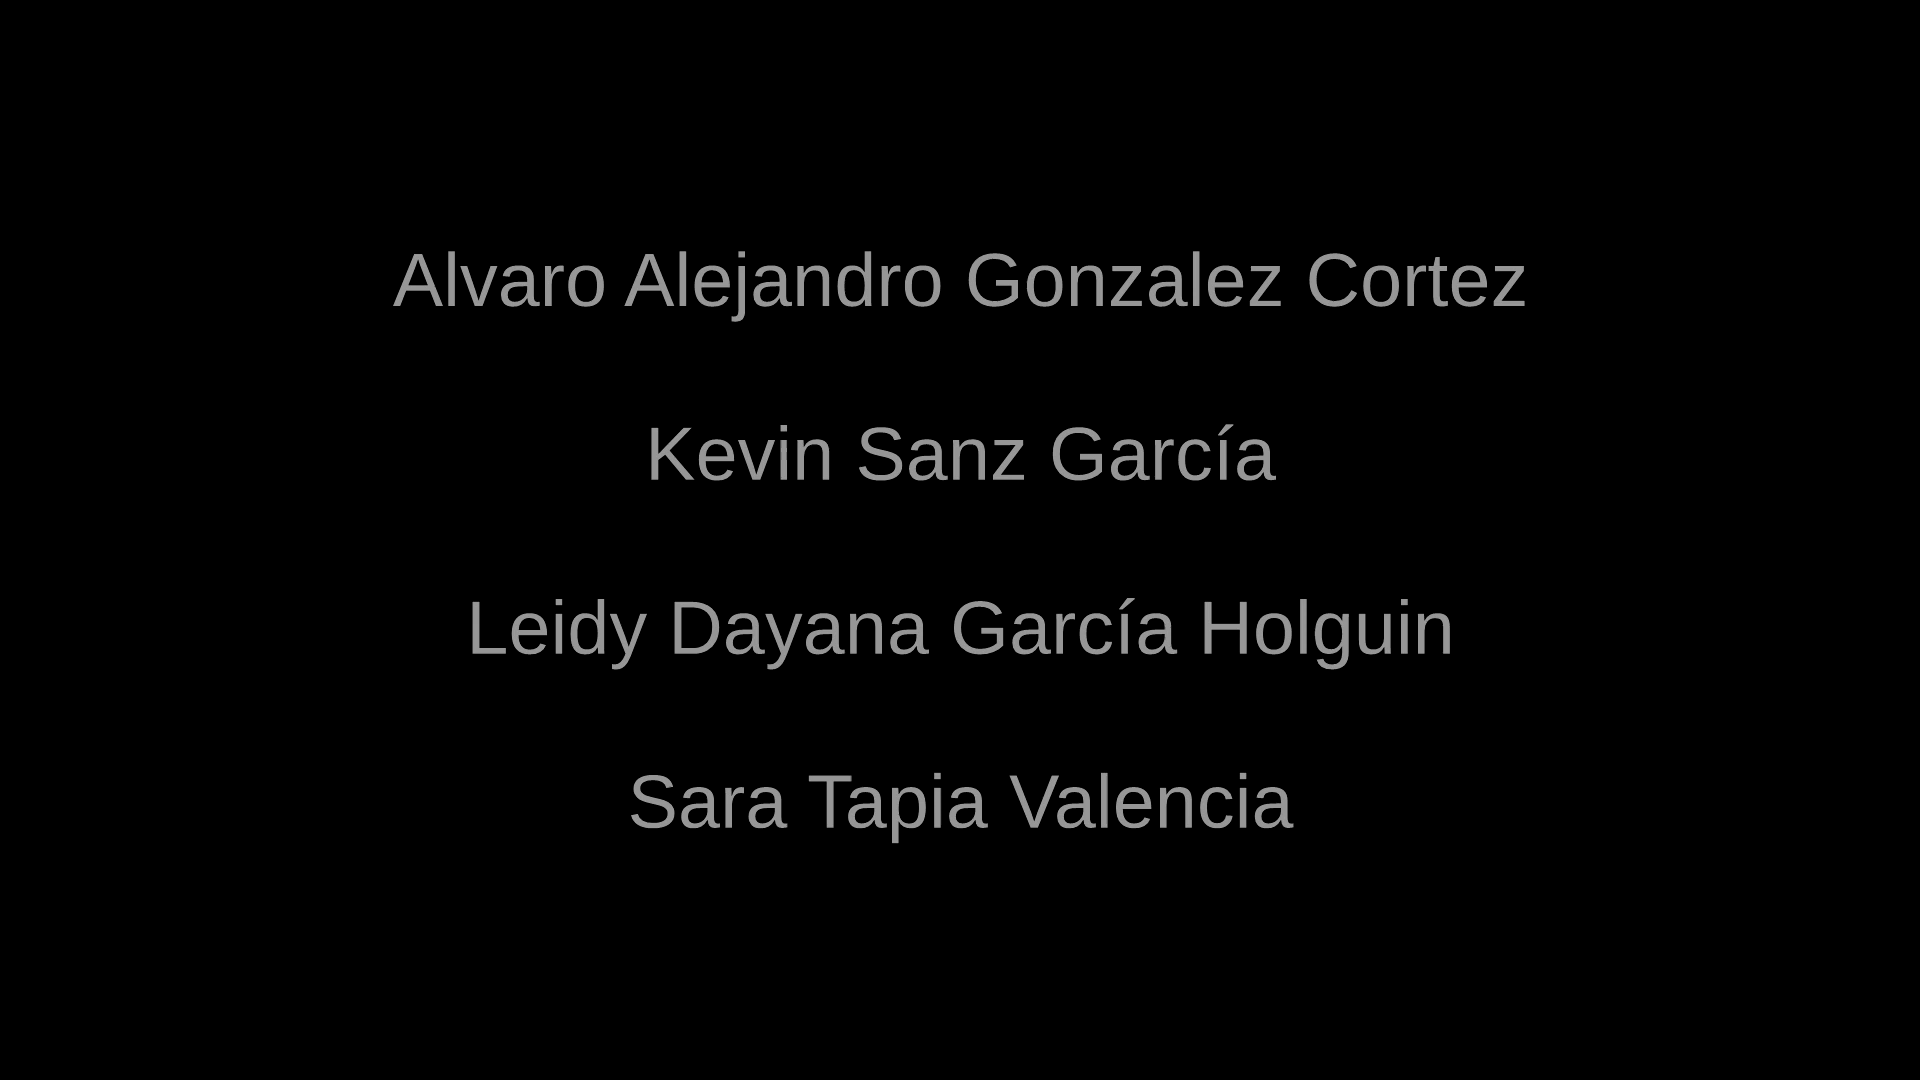 Alvaro Alejandro Gonzalez Cortez
Kevin Sanz García
Leidy Dayana García Holguin
Sara Tapia Valencia